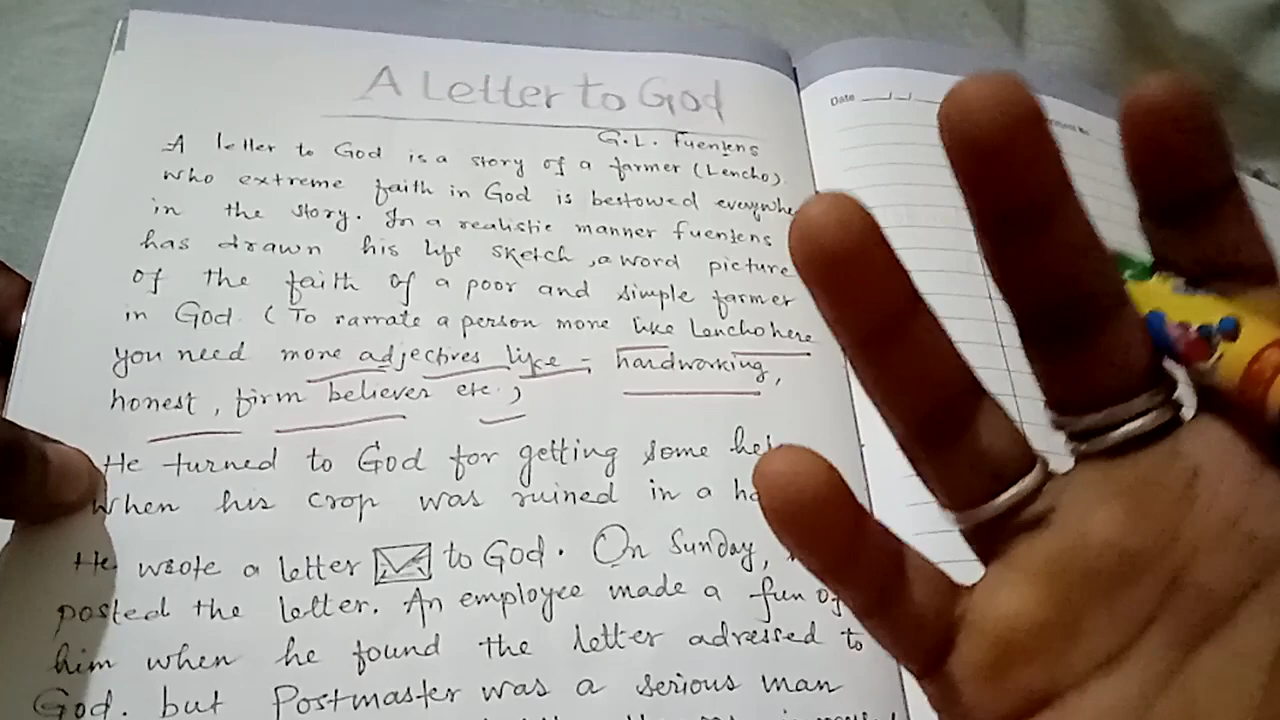 A Letter to God
G.L. Fuentens
A letter to God is a story of a farmer (Lencho).
who extreme faith in God is bestowed
in the story. In a realistic manner fuentens
has drawn his life sketch, a word picture
of the faith of a poor and simple farmer
in God. (To narrate a person more like Lencho here
you need more adjectives like - hardworking,
honest, firm believer etc.)
He turned to God for getting some
When his crop was ruined in a
He wrote a letter to God. On Sunday,
posted the letter. An employee made a fun of
him when he found the letter adressed to
God. but Postmaster was a serious man
Date